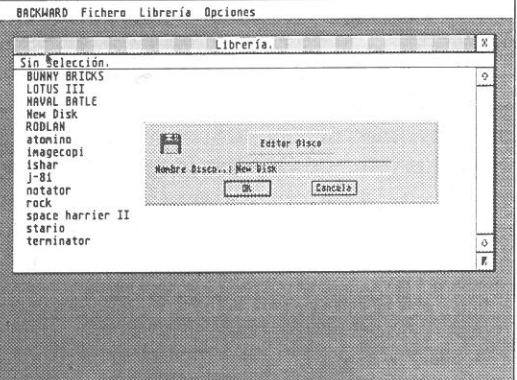 BACKWARD Fichero Librería Opciones
Librería.
Sin selección.
BUNNY BRICKS
LOTUS III
NAVAL BATLE
New Disk
RODLAN
atomino
imagecopi
ishar
j-81
notator
rock
space harrier II
stario
terminator
Editar Disco
Nombre Disco..: New Disk
OK
Cancela